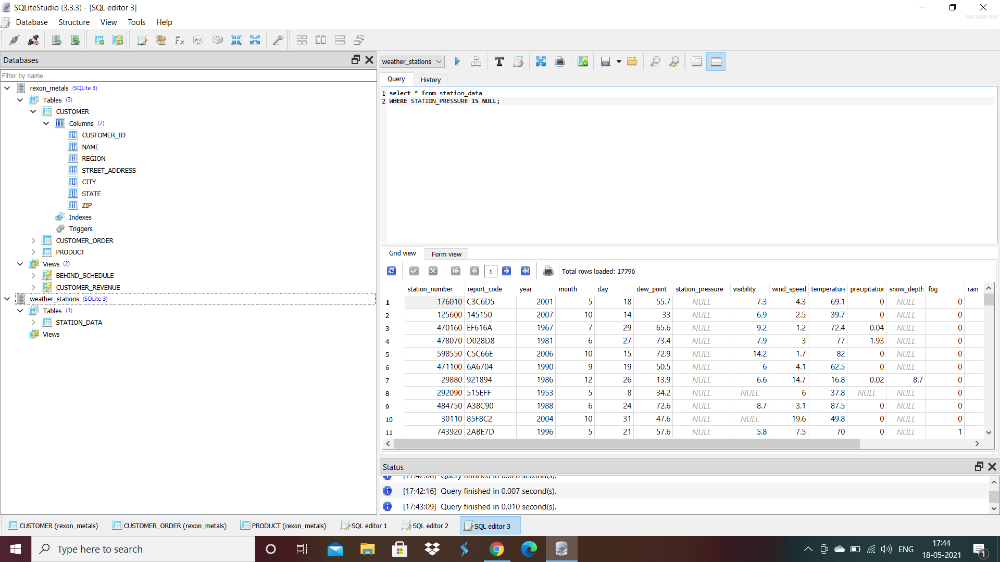 SQLiteStudio (3.3.3) - [SQL editor 3]
Database Structure View Tools Help
Databases
Filter by name
rexon_metals (SQLite 3)
Tables (3)
CUSTOMER
Columns (7)
CUSTOMER_ID
NAME
REGION
STREET_ADDRESS
CITY
STATE
ZIP
Indexes
Triggers
CUSTOMER_ORDER
PRODUCT
Views (2)
BEHIND_SCHEDULE
CUSTOMER_REVENUE
weather_stations (SQLite 3)
Tables (1)
STATION_DATA
Views
weather_stations
Query History
1 select * from station_data
2 WHERE STATION_PRESSURE IS NULL;
Grid view Form view
1 Total rows loaded: 17796
station_number report_code year month day dew_point station_pressure visibility wind_speed temperature precipitation snow_depth fog rain
1 176010 C3C6D5 2001 5 18 55.7 NULL 7.3 4.3 69.1 0 NULL 0
2 125600 145150 2007 10 14 33 NULL 6.9 2.5 39.7 0 NULL 0
3 470160 EF616A 1967 7 29 65.6 NULL 9.2 1.2 72.4 0.04 NULL 0
4 478070 D028D8 1981 6 27 73.4 NULL 7.9 3 77 1.93 NULL 0
5 598550 C5C66E 2006 10 15 72.9 NULL 14.2 1.7 82 0 NULL 0
6 471100 6A6704 1990 9 19 50.5 NULL 6 4.1 62.5 0 NULL 0
7 29880 921894 1986 12 26 13.9 NULL 6.6 14.7 16.8 0.02 8.7 0
8 292090 515EFF 1953 5 8 34.2 NULL NULL 6 37.8 NULL NULL 0
9 484750 A38C90 1988 6 24 72.6 NULL 8.7 3.1 87.5 0 NULL 0
10 30110 85F8C2 2004 10 31 47.6 NULL NULL 19.6 49.8 0 NULL 0
11 743920 2ABE7D 1996 5 21 57.6 NULL 5.8 7.5 70 0 NULL 1
Status
[17:42:06] Query finished in 0.020 second(s).
[17:42:16] Query finished in 0.007 second(s).
[17:43:09] Query finished in 0.010 second(s).
CUSTOMER (rexon_metals) CUSTOMER_ORDER (rexon_metals) PRODUCT (rexon_metals) SQL editor 1 SQL editor 2 SQL editor 3
Type here to search
ENG
17:44
18-05-2021
1